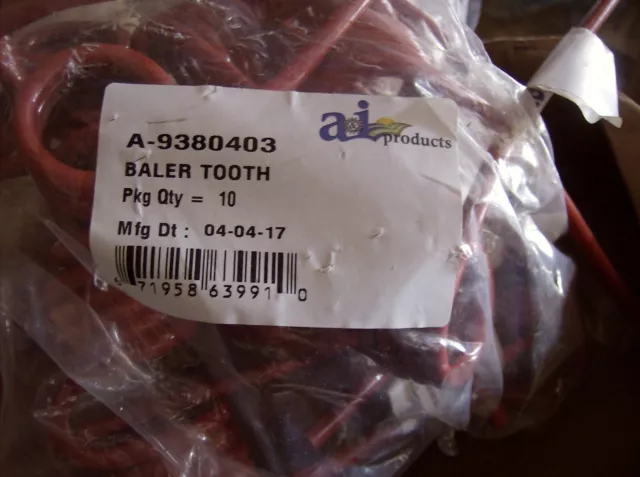 a&i products
A-9380403
BALER TOOTH
Pkg Qty = 10
Mfg Dt : 04-04-17
71958 63991 0